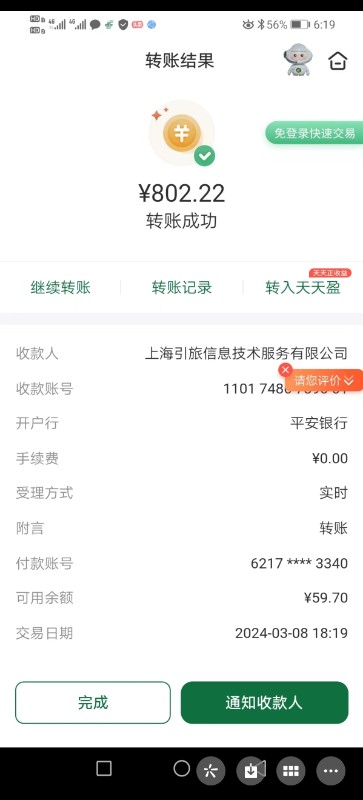 56% 6:19
转账结果
免登录快速交易
¥802.22
转账成功
天天正收益
继续转账 转账记录 转入天天盈
收款人 上海引旅信息技术服务有限公司
收款账号 1101 748
请您评价
开户行 平安银行
手续费 ¥0.00
受理方式 实时
附言 转账
付款账号 6217 **** 3340
可用余额 ¥59.70
交易日期 2024-03-08 18:19
完成 通知收款人